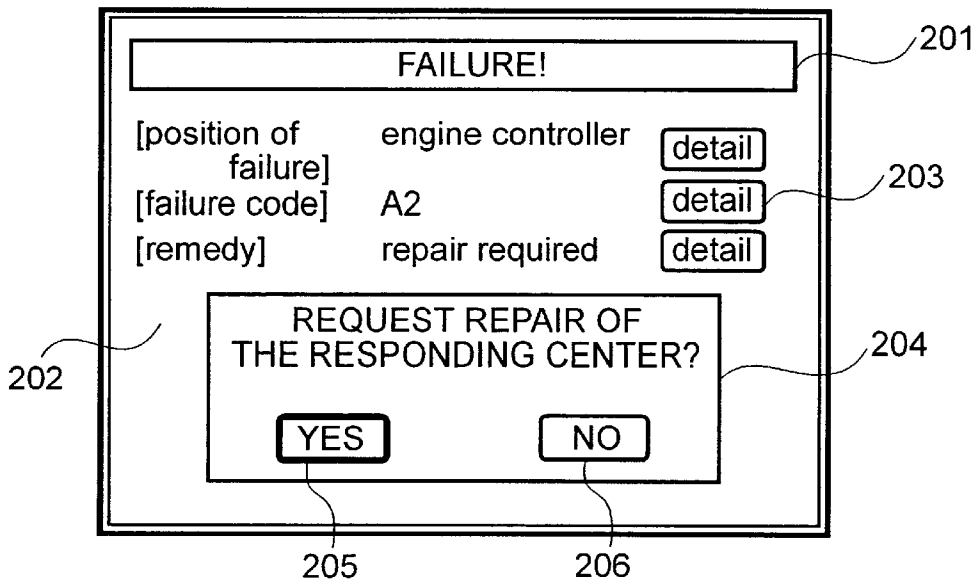 FAILURE!
201
[position of failure] engine controller detail
[failure code] A2 detail
203
[remedy] repair required detail
REQUEST REPAIR OF
THE RESPONDING CENTER?
204
202
YES NO
205 206